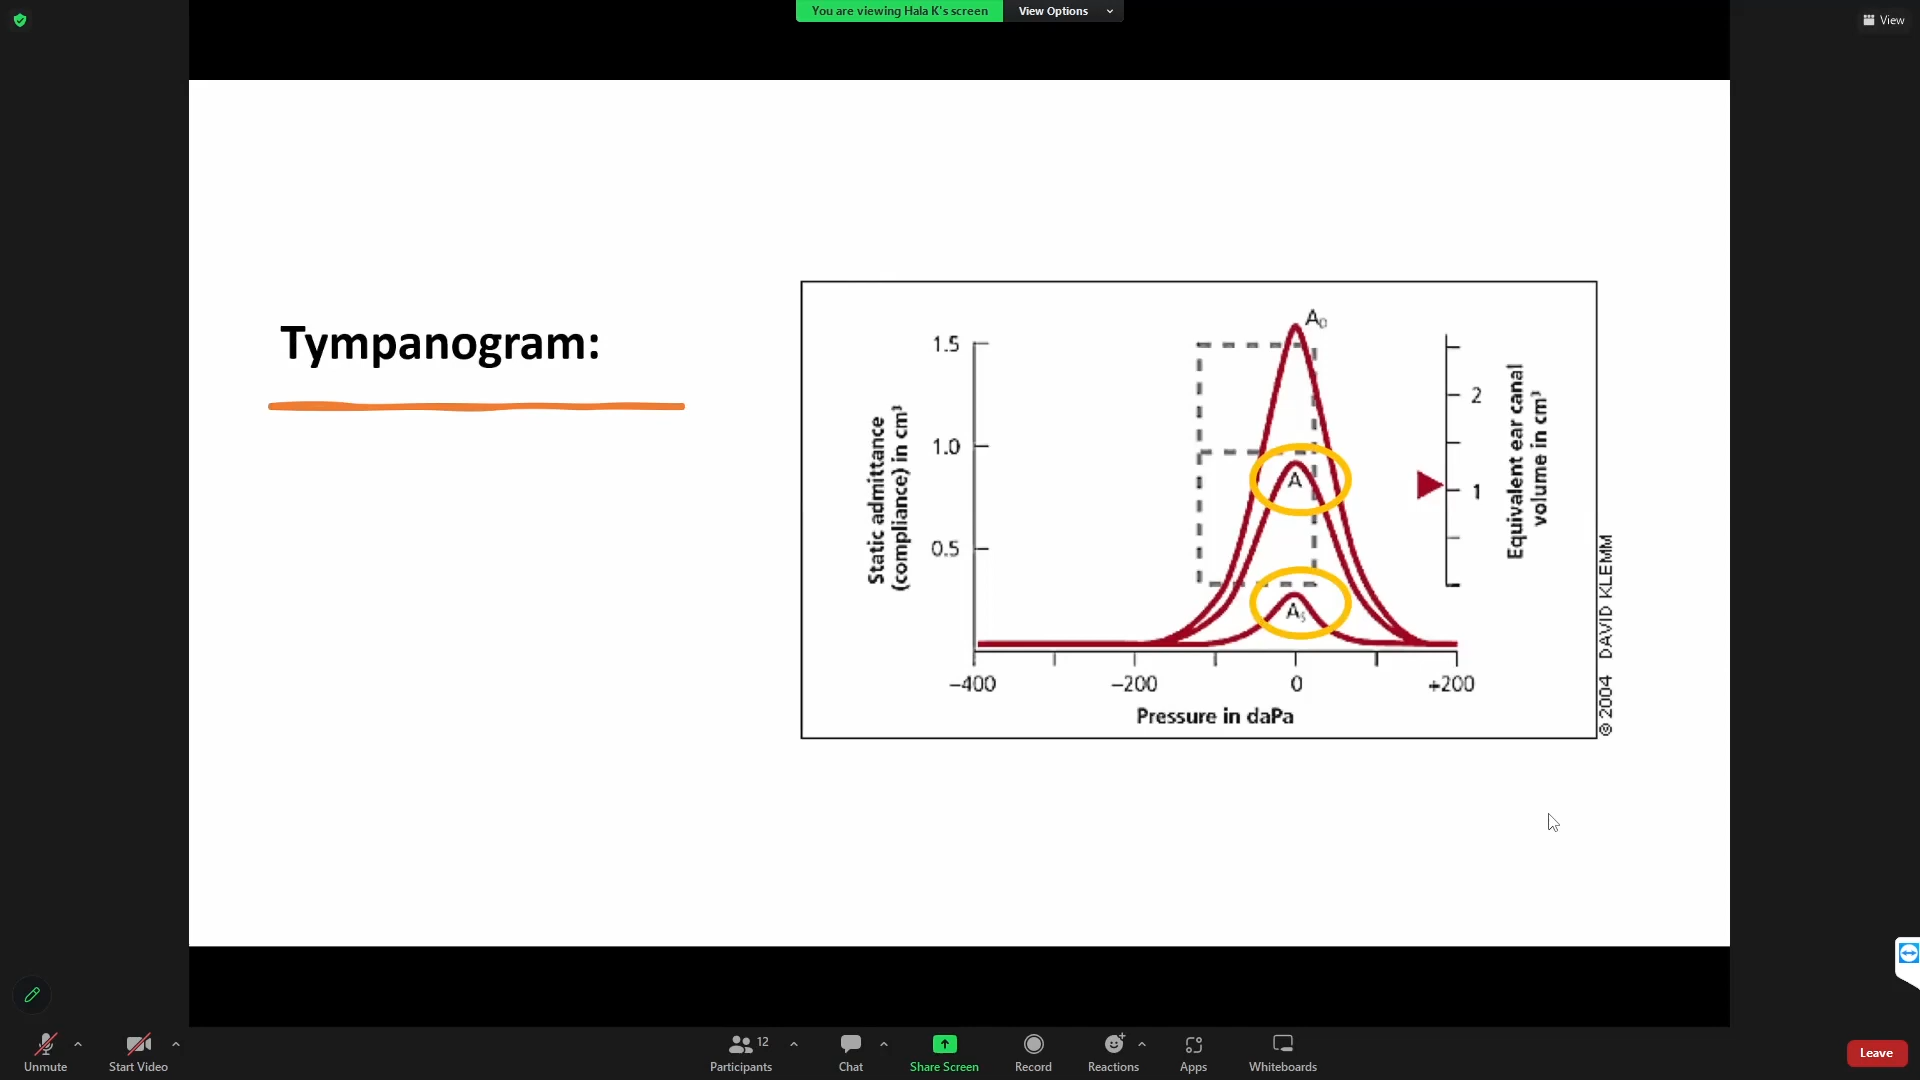 You are viewing Hala K's screen
View Options
View
Tympanogram:
A_D
1.5
1.0
0.5
Static admittance
(compliance) in cm³
A
A_S
2
1
Equivalent ear canal
volume in cm³
−400
−200
0
+200
Pressure in daPa
© 2004 DAVID KLEMM
Unmute
Start Video
12
Participants
Chat
Share Screen
Record
Reactions
Apps
Whiteboards
Leave